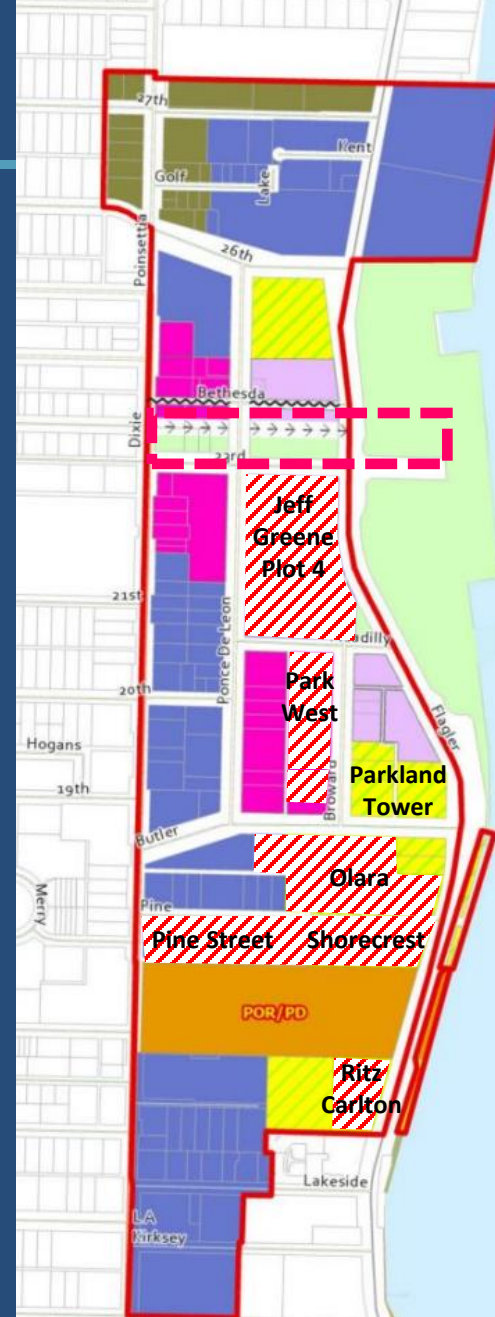 27th
Kent
Golf
Lake
Poinsettia
26th
Bethesda
Dixie
23rd
Jeff
Greene
Plot 4
21st
Ponce De Leon
adilly
20th
Park
West
Flagler
Hogans
19th
Parkland
Tower
Broward
Butler
Olara
Merry
Pine
Pine Street
Shorecrest
POR/PD
Ritz
Carlton
Lakeside
L A
Kirksey